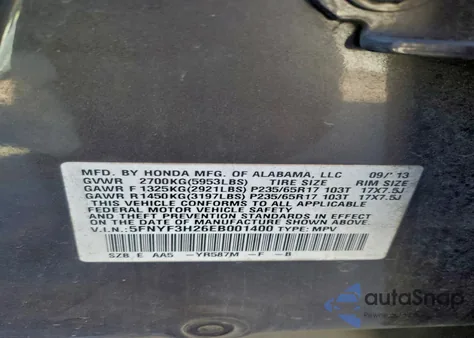 MFD. BY HONDA MFG. OF ALABAMA, LLC 09/'13
GVWR 2700KG(5953LBS) TIRE SIZE RIM SIZE
GAWR F 1325KG(2921LBS) P235/65R17 103T 17X7.5J
GAWR R 1450KG(3197LBS) P235/65R17 103T 17X7.5J
THIS VEHICLE CONFORMS TO ALL APPLICABLE
FEDERAL MOTOR VEHICLE SAFETY AND THEFT PREVENTION
STANDARDS IN EFFECT ON THE DATE OF MANUFACTURE SHOWN ABOVE.
V.I.N.: 5FNYF3H26EB001400 TYPE: MPV
SZB E AA5 -YR587M -F -B
autoSnap